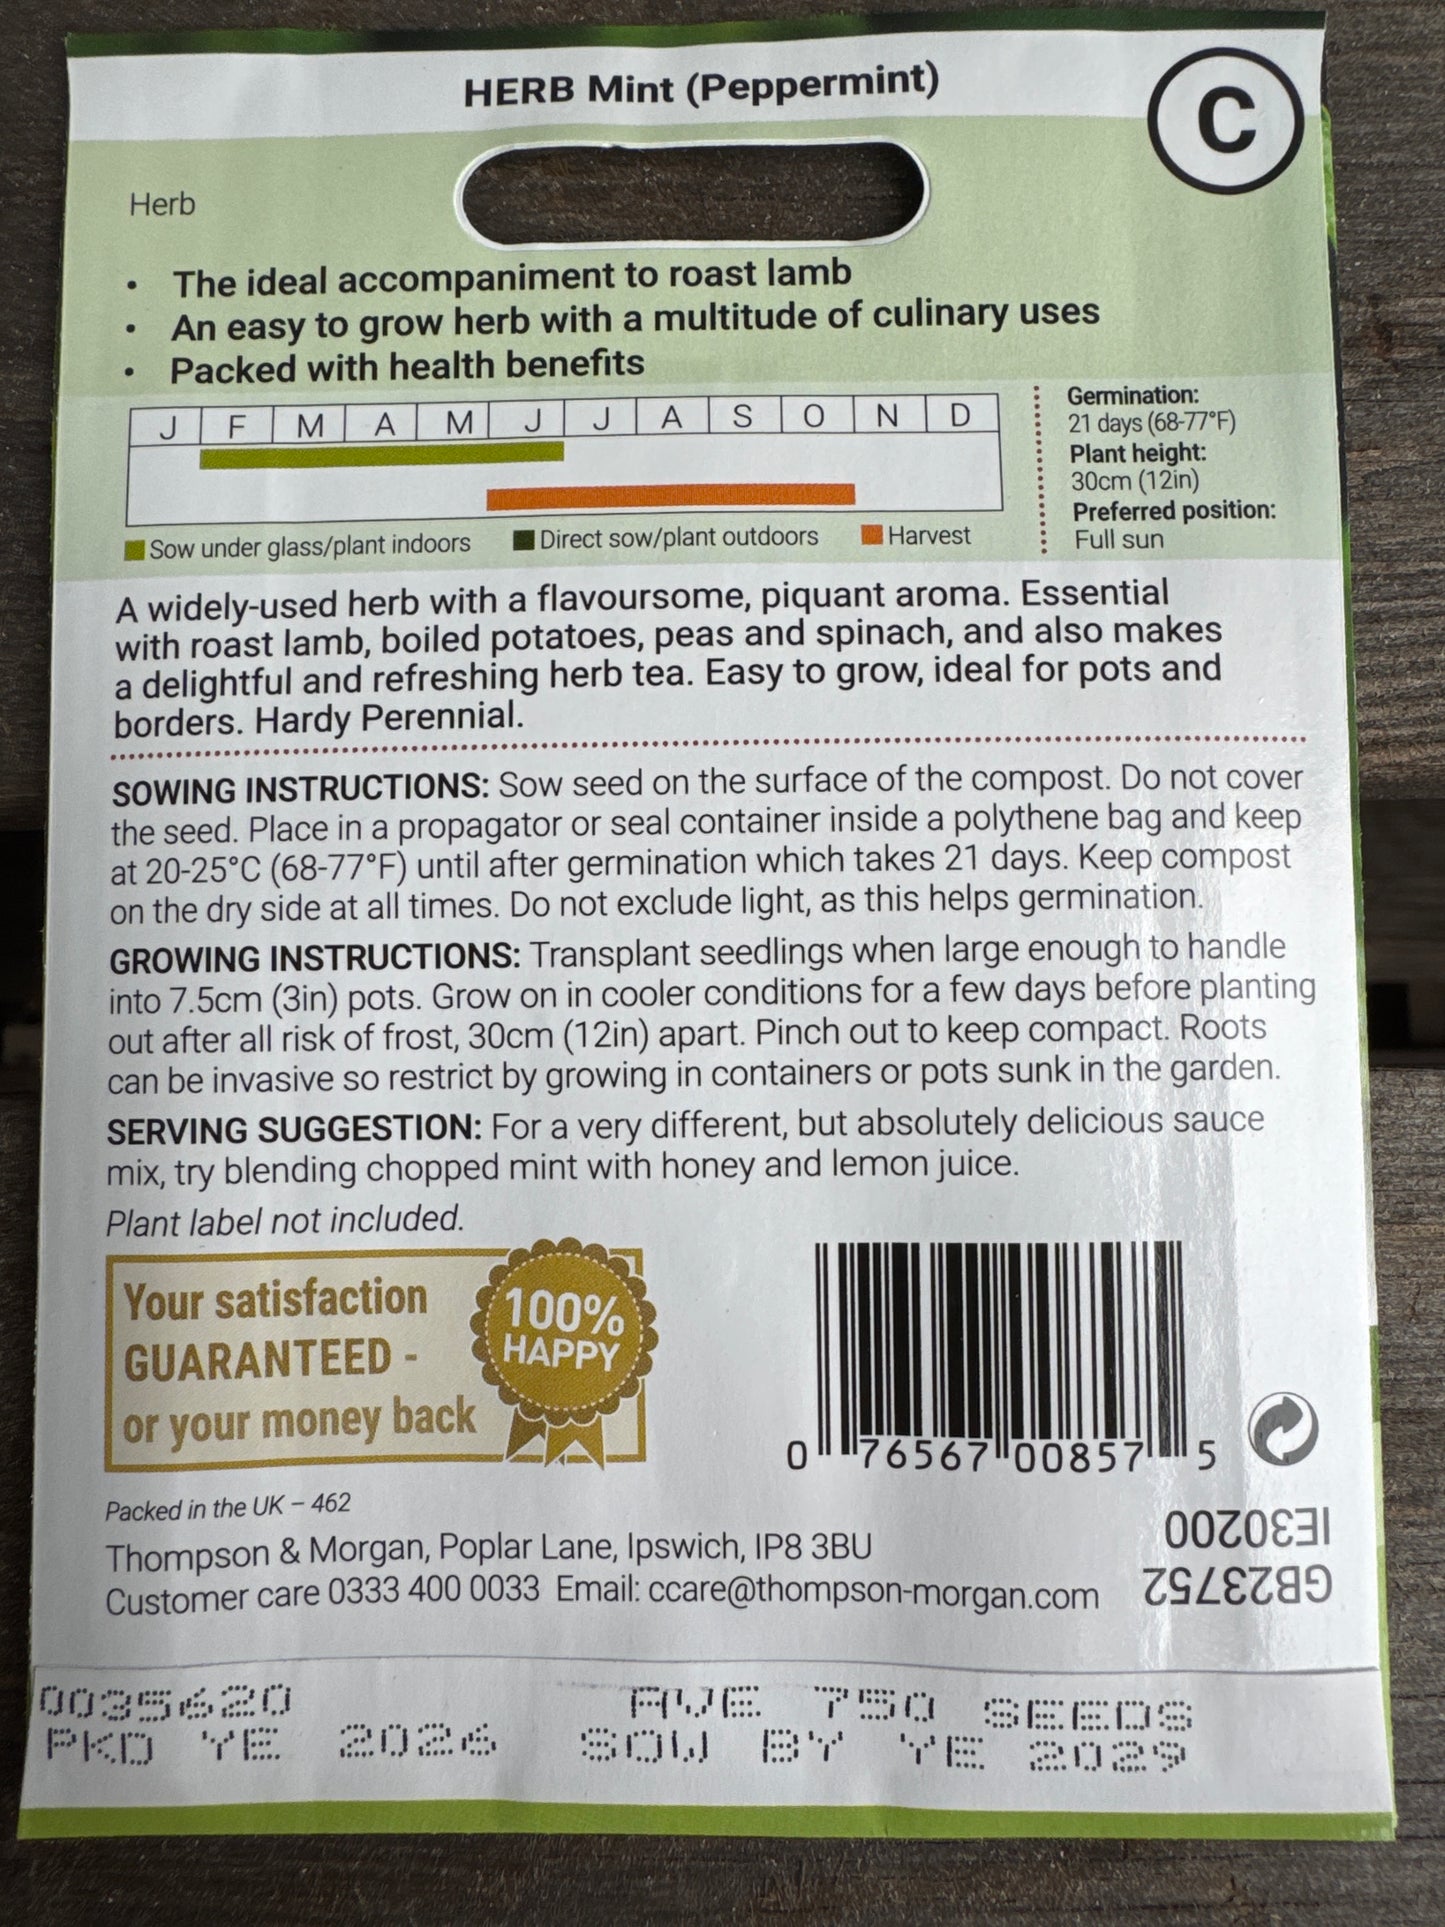 HERB Mint (Peppermint)
C
Herb
• The ideal accompaniment to roast lamb
• An easy to grow herb with a multitude of culinary uses
• Packed with health benefits
J F M A M J J A S O N D
Sow under glass/plant indoors Direct sow/plant outdoors Harvest
Germination:
21 days (68-77°F)
Plant height:
30cm (12in)
Preferred position:
Full sun
A widely-used herb with a flavoursome, piquant aroma. Essential
with roast lamb, boiled potatoes, peas and spinach, and also makes
a delightful and refreshing herb tea. Easy to grow, ideal for pots and
borders. Hardy Perennial.
SOWING INSTRUCTIONS: Sow seed on the surface of the compost. Do not cover
the seed. Place in a propagator or seal container inside a polythene bag and keep
at 20-25°C (68-77°F) until after germination which takes 21 days. Keep compost
on the dry side at all times. Do not exclude light, as this helps germination.
GROWING INSTRUCTIONS: Transplant seedlings when large enough to handle
into 7.5cm (3in) pots. Grow on in cooler conditions for a few days before planting
out after all risk of frost, 30cm (12in) apart. Pinch out to keep compact. Roots
can be invasive so restrict by growing in containers or pots sunk in the garden.
SERVING SUGGESTION: For a very different, but absolutely delicious sauce
mix, try blending chopped mint with honey and lemon juice.
Plant label not included.
Your satisfaction
GUARANTEED -
or your money back
100%
HAPPY
0 76567 00857 5
Packed in the UK – 462
Thompson & Morgan, Poplar Lane, Ipswich, IP8 3BU
Customer care 0333 400 0033 Email: ccare@thompson-morgan.com
GB23752
IE30200
0035620 AVE 750 SEEDS
PKD YE 2026 SOW BY YE 2029